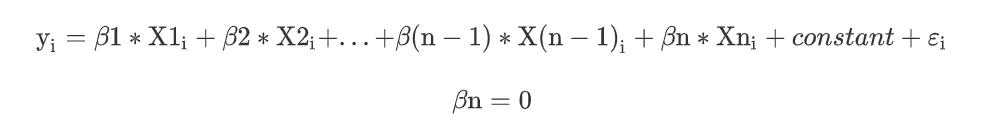 yᵢ = β1 * X1ᵢ + β2 * X2ᵢ+...+β(n − 1) * X(n − 1)ᵢ + βn * Xnᵢ + constant + εᵢ
βn = 0